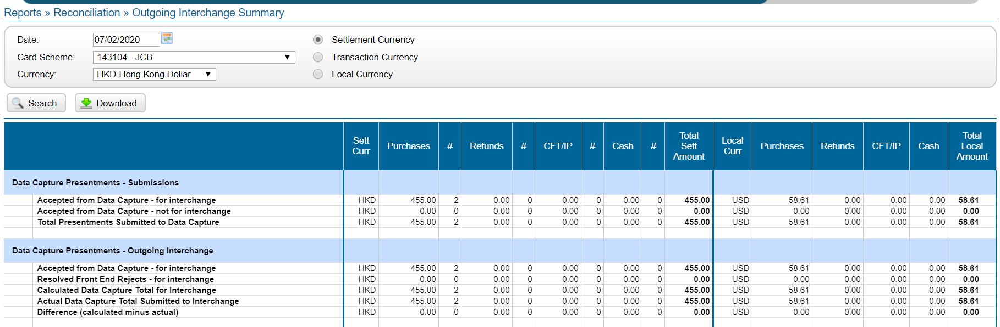 Reports » Reconciliation » Outgoing Interchange Summary
Date: 07/02/2020 Settlement Currency
Card Scheme: 143104 - JCB ▼ Transaction Currency
Currency: HKD-Hong Kong Dollar ▼ Local Currency
Search Download
Sett Curr Purchases # Refunds # CFT/IP # Cash # Total Sett Amount Local Curr Purchases Refunds CFT/IP Cash Total Local Amount
Data Capture Presentments - Submissions
Accepted from Data Capture - for interchange HKD 455.00 2 0.00 0 0.00 0 0.00 0 455.00 USD 58.61 0.00 0.00 0.00 58.61
Accepted from Data Capture - not for interchange HKD 0.00 0 0.00 0 0.00 0 0.00 0 0.00 USD 0.00 0.00 0.00 0.00 0.00
Total Presentments Submitted to Data Capture HKD 455.00 2 0.00 0 0.00 0 0.00 0 455.00 USD 58.61 0.00 0.00 0.00 58.61
Data Capture Presentments - Outgoing Interchange
Accepted from Data Capture - for interchange HKD 455.00 2 0.00 0 0.00 0 0.00 0 455.00 USD 58.61 0.00 0.00 0.00 58.61
Resolved Front End Rejects - for interchange HKD 0.00 0 0.00 0 0.00 0 0.00 0 0.00 USD 0.00 0.00 0.00 0.00 0.00
Calculated Data Capture Total for Interchange HKD 455.00 2 0.00 0 0.00 0 0.00 0 455.00 USD 58.61 0.00 0.00 0.00 58.61
Actual Data Capture Total Submitted to Interchange HKD 455.00 2 0.00 0 0.00 0 0.00 0 455.00 USD 58.61 0.00 0.00 0.00 58.61
Difference (calculated minus actual) HKD 0.00 0 0.00 0 0.00 0 0.00 0 0.00 USD 0.00 0.00 0.00 0.00 0.00